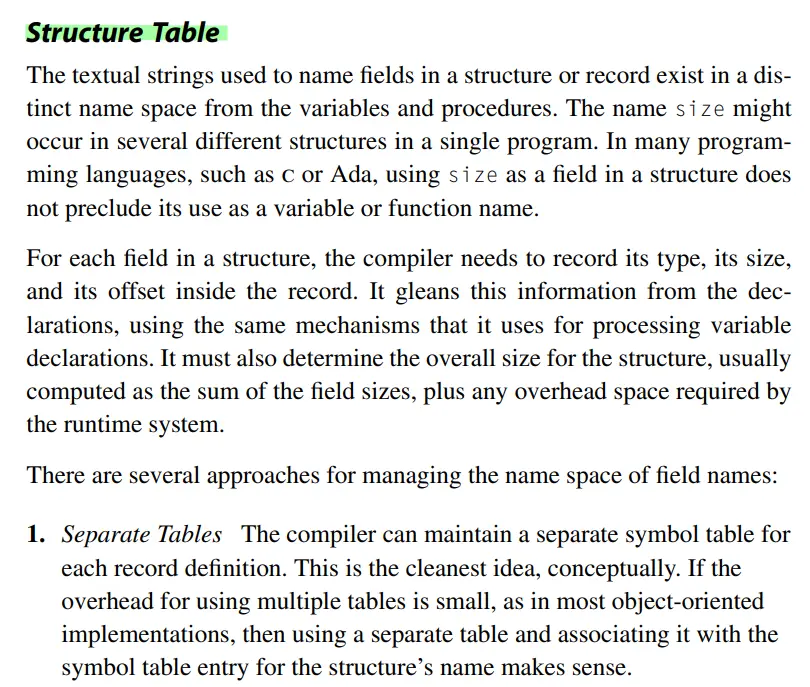 Structure Table
The textual strings used to name fields in a structure or record exist in a dis-
tinct name space from the variables and procedures. The name size might
occur in several different structures in a single program. In many program-
ming languages, such as C or Ada, using size as a field in a structure does
not preclude its use as a variable or function name.
For each field in a structure, the compiler needs to record its type, its size,
and its offset inside the record. It gleans this information from the dec-
larations, using the same mechanisms that it uses for processing variable
declarations. It must also determine the overall size for the structure, usually
computed as the sum of the field sizes, plus any overhead space required by
the runtime system.
There are several approaches for managing the name space of field names:
1. Separate Tables The compiler can maintain a separate symbol table for
each record definition. This is the cleanest idea, conceptually. If the
overhead for using multiple tables is small, as in most object-oriented
implementations, then using a separate table and associating it with the
symbol table entry for the structure's name makes sense.